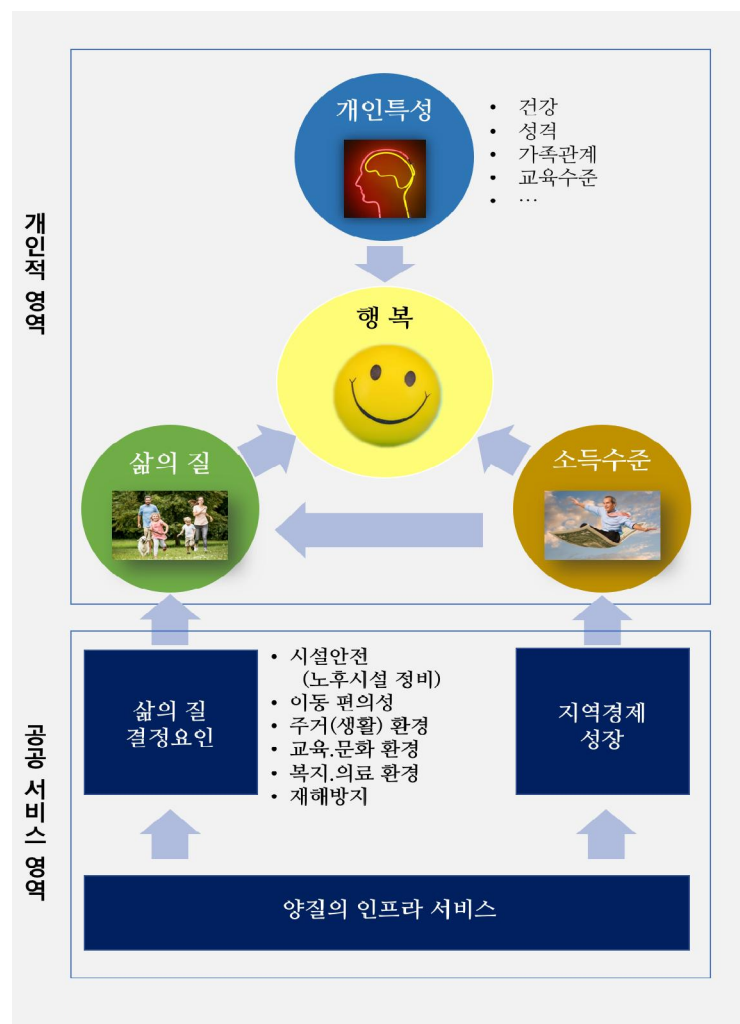 개인적 영역
개인특성
• 건강
• 성격
• 가족관계
• 교육수준
• …
행 복
삶의 질
소득수준
공공 서비스 영역
삶의 질
결정요인
• 시설안전
(노후시설 정비)
• 이동 편의성
• 주거(생활) 환경
• 교육.문화 환경
• 복지.의료 환경
• 재해방지
지역경제
성장
양질의 인프라 서비스